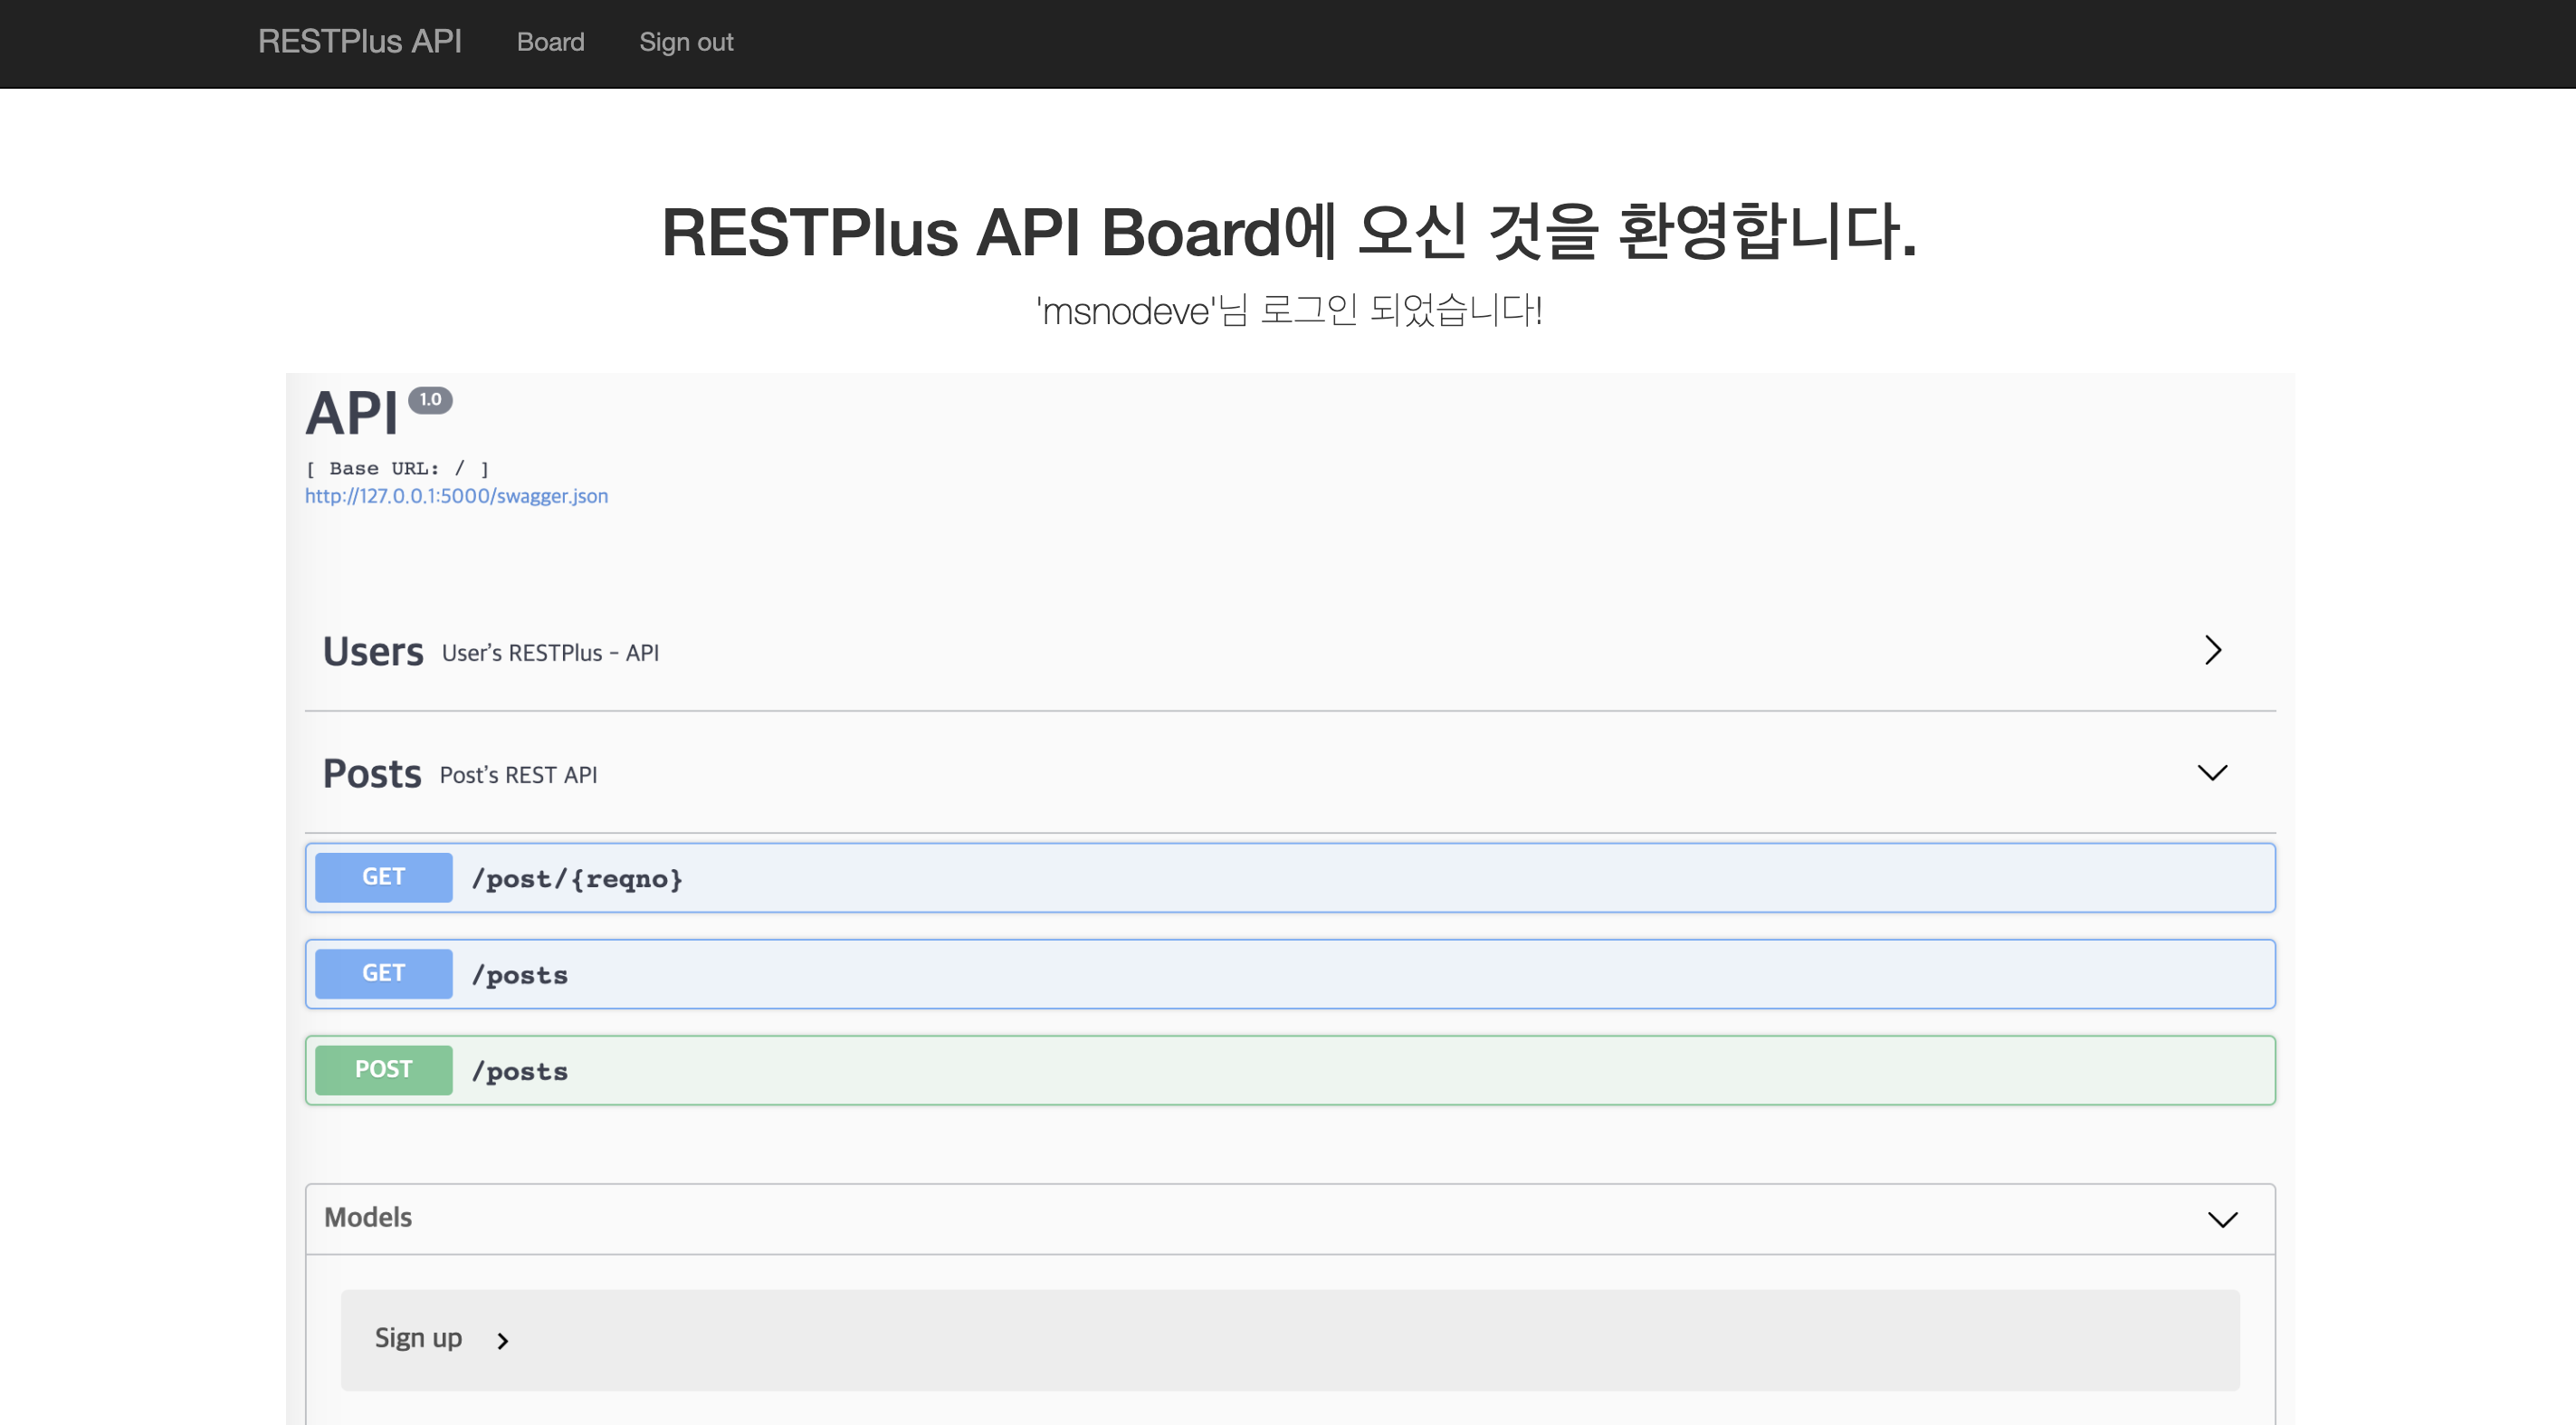 RESTPlus API Board Sign out
RESTPlus API Board에 오신 것을 환영합니다.
'msnodeve'님 로그인 되었습니다!
API 1.0
[ Base URL: / ]
http://127.0.0.1:5000/swagger.json
Users User's RESTPlus - API
Posts Post's REST API
GET /post/{reqno}
GET /posts
POST /posts
Models
Sign up